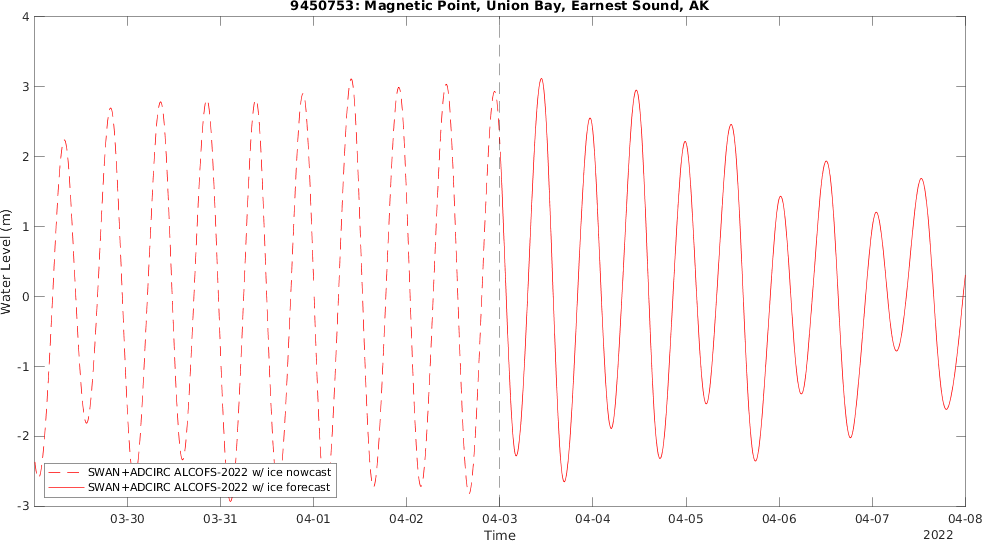 9450753: Magnetic Point, Union Bay, Earnest Sound, AK
4
3
2
1
0
-1
-2
-3
Water Level (m)
SWAN+ADCIRC ALCOFS-2022 w/ ice nowcast
SWAN+ADCIRC ALCOFS-2022 w/ ice forecast
03-30 03-31 04-01 04-02 04-03 04-04 04-05 04-06 04-07 04-08
Time
2022